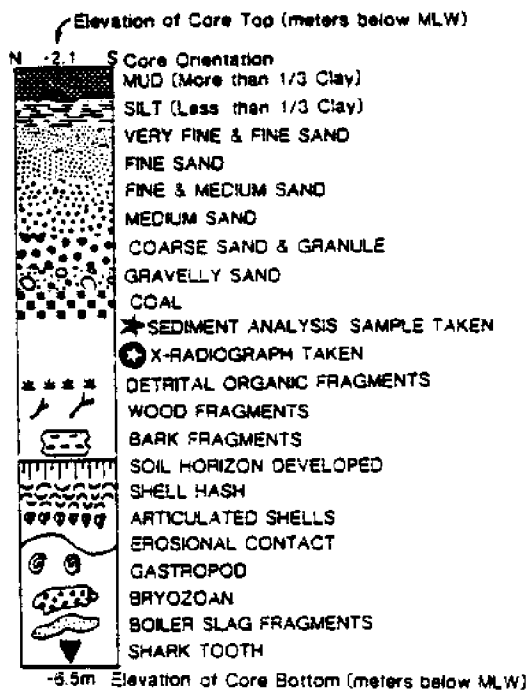 Elevation of Core Top (meters below MLW)
N -2.1 S Core Orientation
MUD (More than 1/3 Clay)
SILT (Less than 1/3 Clay)
VERY FINE & FINE SAND
FINE SAND
FINE & MEDIUM SAND
MEDIUM SAND
COARSE SAND & GRANULE
GRAVELLY SAND
COAL
SEDIMENT ANALYSIS SAMPLE TAKEN
X-RADIOGRAPH TAKEN
DETRITAL ORGANIC FRAGMENTS
WOOD FRAGMENTS
BARK FRAGMENTS
SOIL HORIZON DEVELOPED
SHELL HASH
ARTICULATED SHELLS
EROSIONAL CONTACT
GASTROPOD
BRYOZOAN
BOILER SLAG FRAGMENTS
SHARK TOOTH
-6.5m Elevation of Core Bottom (meters below MLW)